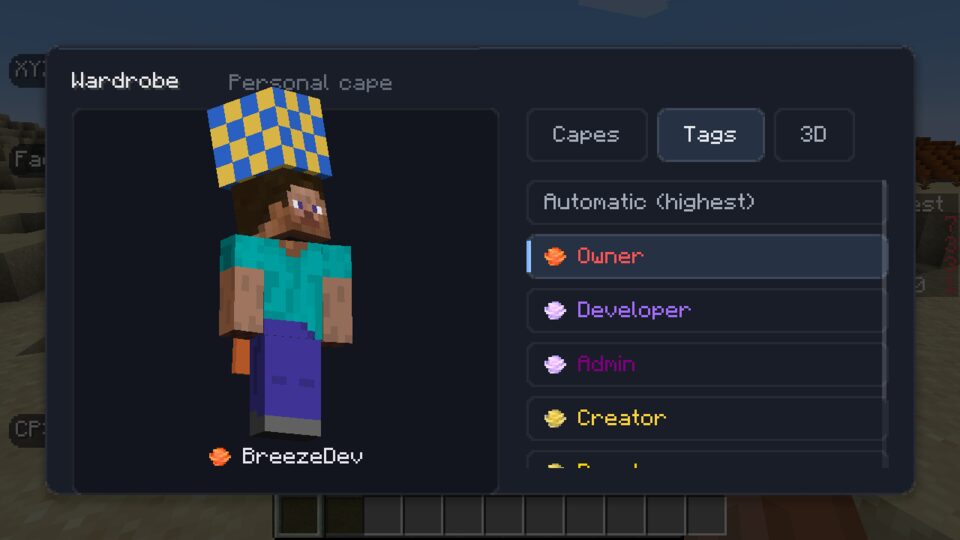 Wardrobe
Personal cape
Capes
Tags
3D
Automatic (highest)
Owner
Developer
Admin
Creator
BreezeDev